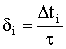 δᵢ = Δtᵢ / τ